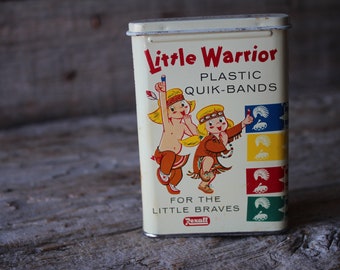 Little Warrior
PLASTIC
QUIK-BANDS
FOR THE
LITTLE BRAVES
Rexall